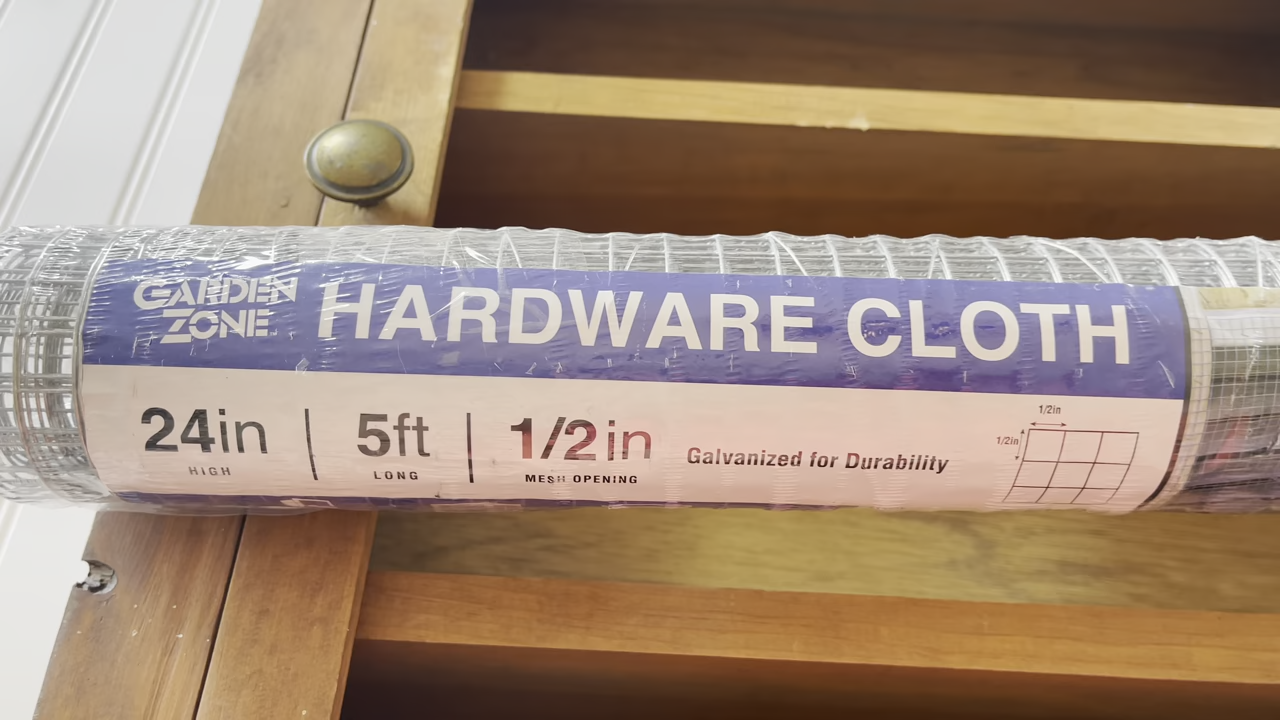 GARDEN
ZONE
HARDWARE CLOTH
24in
HIGH
5ft
LONG
1/2in
MESH OPENING
Galvanized for Durability
1/2in
1/2in